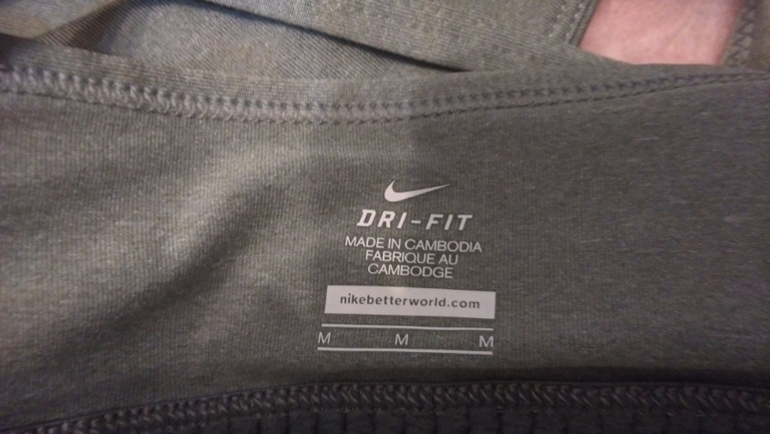 DRI-FIT
MADE IN CAMBODIA
FABRIQUE AU
CAMBODGE
nikebetterworld.com
M M M